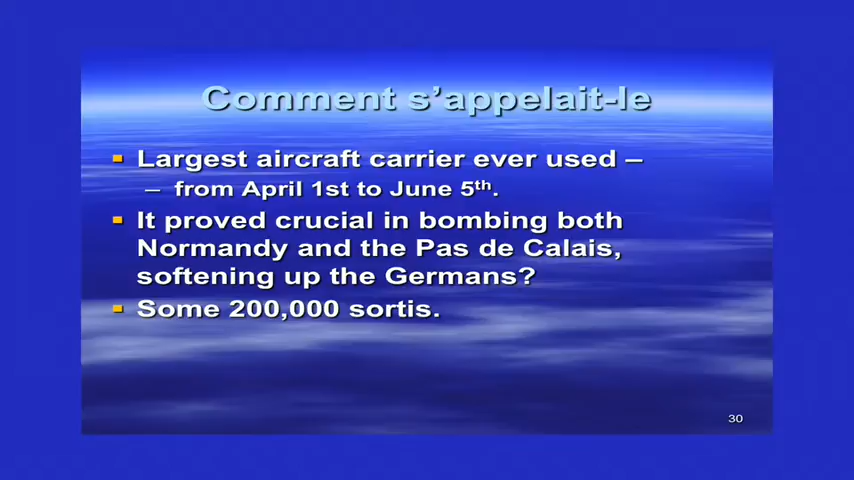 Comment s'appelait-le
Largest aircraft carrier ever used –
– from April 1st to June 5th.
It proved crucial in bombing both
Normandy and the Pas de Calais,
softening up the Germans?
Some 200,000 sortis.
30